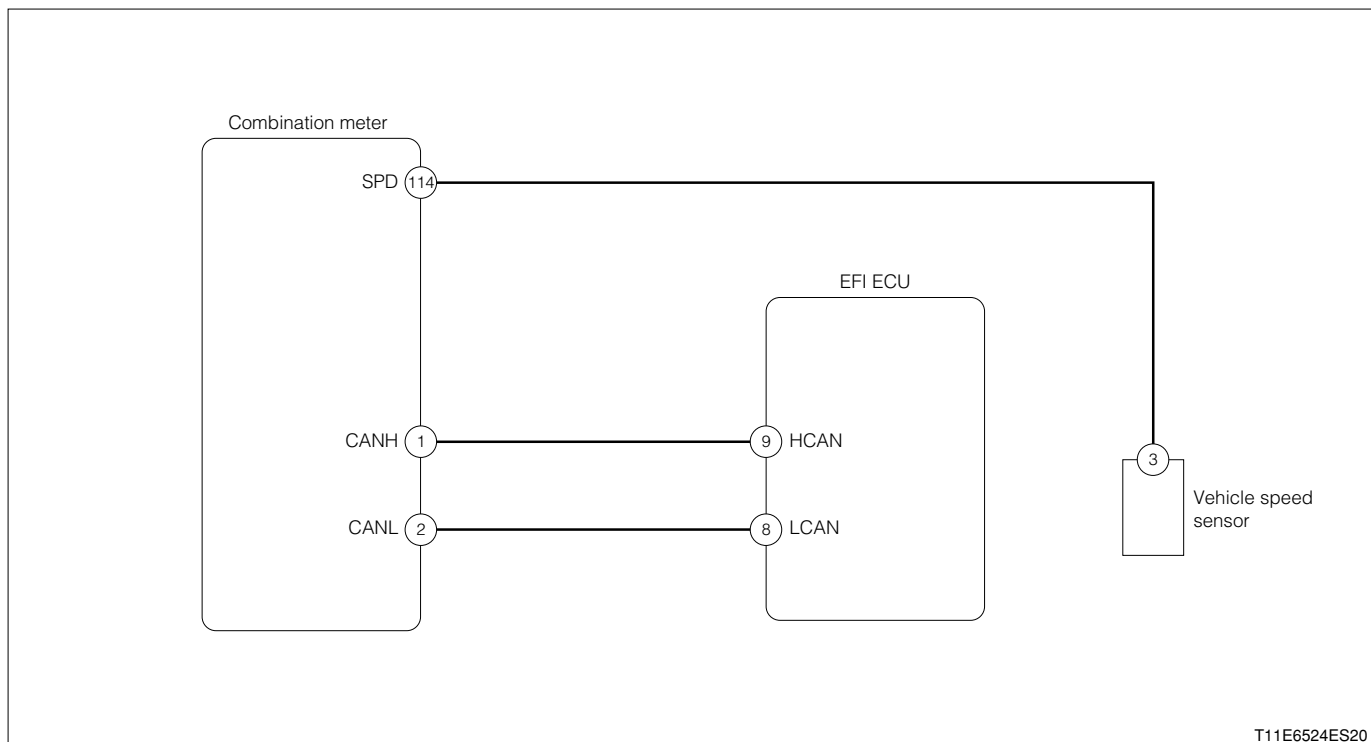 Combination meter
SPD 114
EFI ECU
CANH 1 9 HCAN
3
Vehicle speed
sensor
CANL 2 8 LCAN
T11E6524ES20